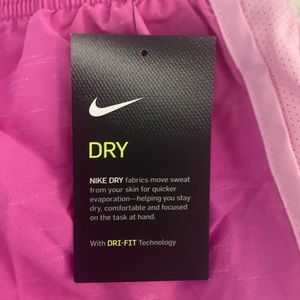 DRY
NIKE DRY fabrics move sweat
from your skin for quicker
evaporation—helping you stay
dry, comfortable and focused
on the task at hand.
With DRI-FIT Technology